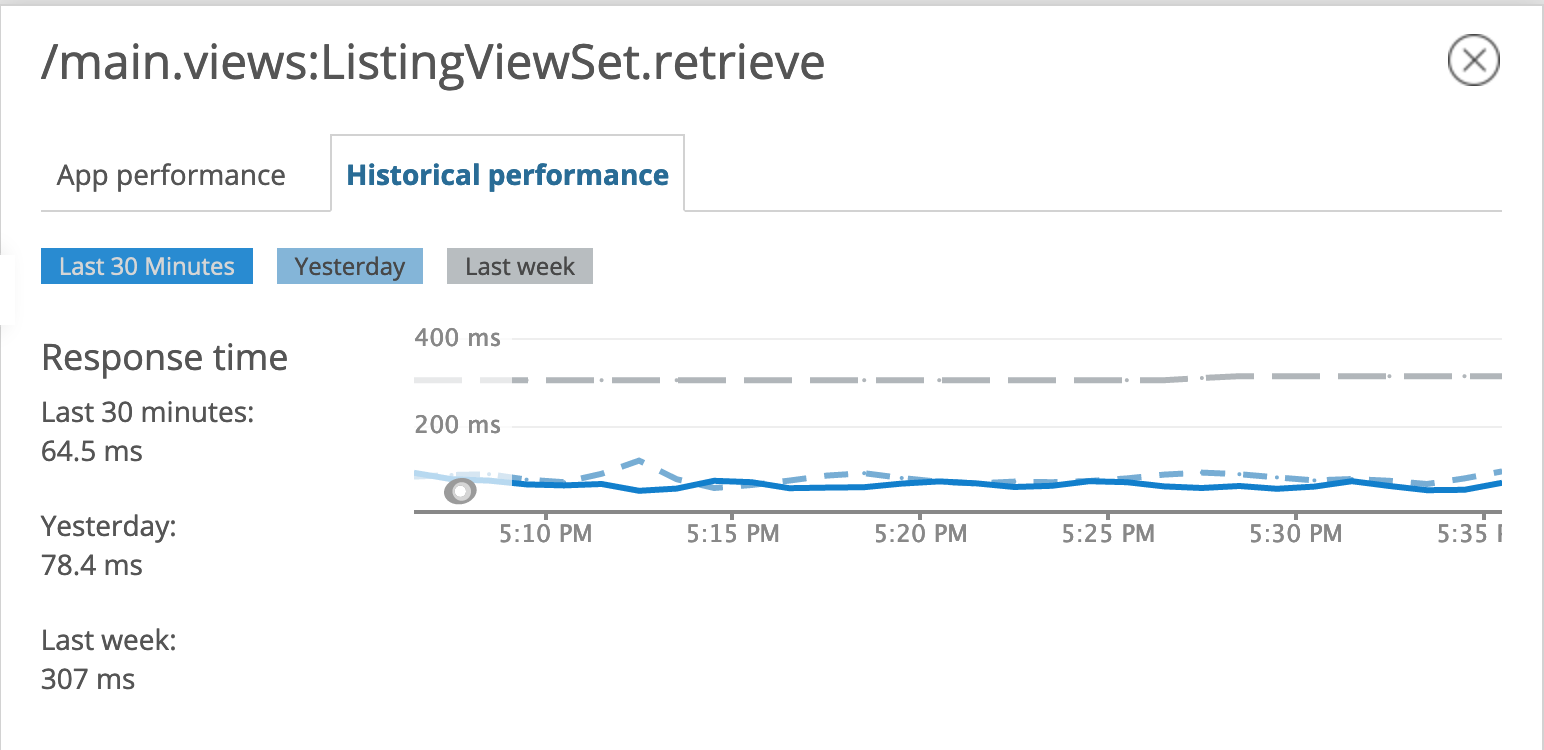 /main.views:ListingViewSet.retrieve
App performance
Historical performance
Last 30 Minutes
Yesterday
Last week
Response time
Last 30 minutes:
64.5 ms
Yesterday:
78.4 ms
Last week:
307 ms
400 ms
200 ms
5:10 PM
5:15 PM
5:20 PM
5:25 PM
5:30 PM
5:35